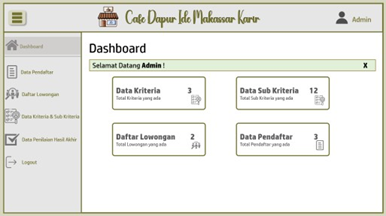 Cafe Dapur Ide Makassar Karir
Admin
Dashboard
Data Pendaftar
Daftar Lowongan
Data Kriteria & Sub Kriteria
Data Penilaian Hasil Akhir
Logout
Dashboard
Selamat Datang Admin ! X
Data Kriteria 3
Total Kriteria yang ada
Data Sub Kriteria 12
Total Sub Kriteria yang ada
Daftar Lowongan 2
Total Lowongan yang ada
Data Pendaftar 3
Total Pendaftar yang ada